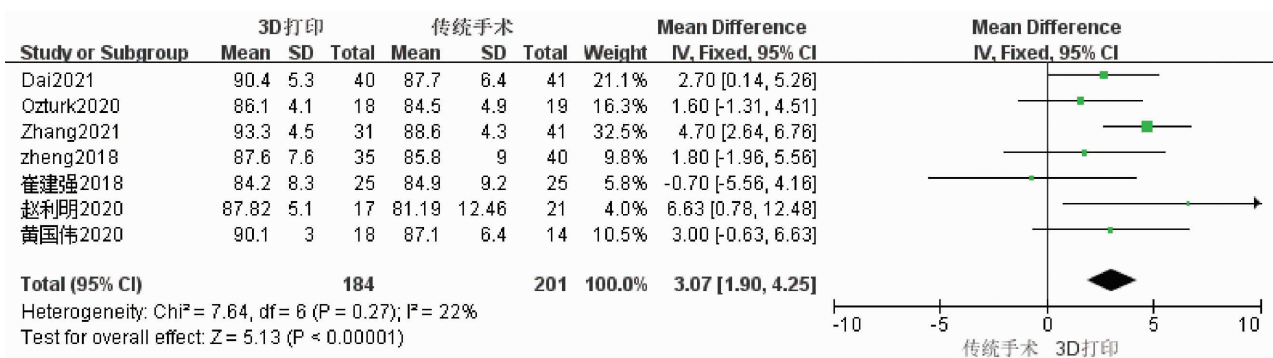 3D打印 传统手术 Mean Difference Mean Difference
Study or Subgroup Mean SD Total Mean SD Total Weight IV, Fixed, 95% CI IV, Fixed, 95% CI
Dai2021 90.4 5.3 40 87.7 6.4 41 21.1% 2.70 [0.14, 5.26]
Ozturk2020 86.1 4.1 18 84.5 4.9 19 16.3% 1.60 [-1.31, 4.51]
Zhang2021 93.3 4.5 31 88.6 4.3 41 32.5% 4.70 [2.64, 6.76]
zheng2018 87.6 7.6 35 85.8 9 40 9.8% 1.80 [-1.96, 5.56]
崔建强2018 84.2 8.3 25 84.9 9.2 25 5.8% -0.70 [-5.56, 4.16]
赵利明2020 87.82 5.1 17 81.19 12.46 21 4.0% 6.63 [0.78, 12.48]
黄国伟2020 90.1 3 18 87.1 6.4 14 10.5% 3.00 [-0.63, 6.63]
Total (95% CI) 184 201 100.0% 3.07 [1.90, 4.25]
Heterogeneity: Chi² = 7.64, df = 6 (P = 0.27); I² = 22%
Test for overall effect: Z = 5.13 (P < 0.00001)
-10 -5 0 5 10
传统手术 3D打印